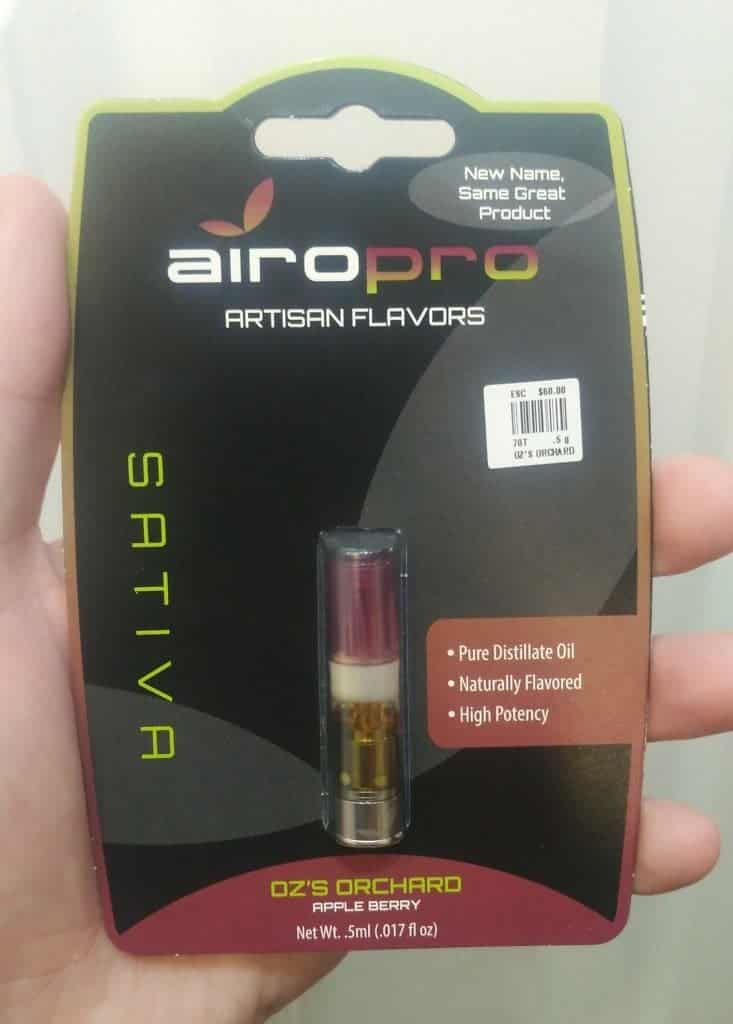 New Name,
Same Great
Product
airopro
ARTISAN FLAVORS
ESC $60.00
70T .5 g
OZ'S ORCHARD
SATIVA
• Pure Distillate Oil
• Naturally Flavored
• High Potency
OZ'S ORCHARD
APPLE BERRY
Net Wt. .5ml (.017 fl oz)